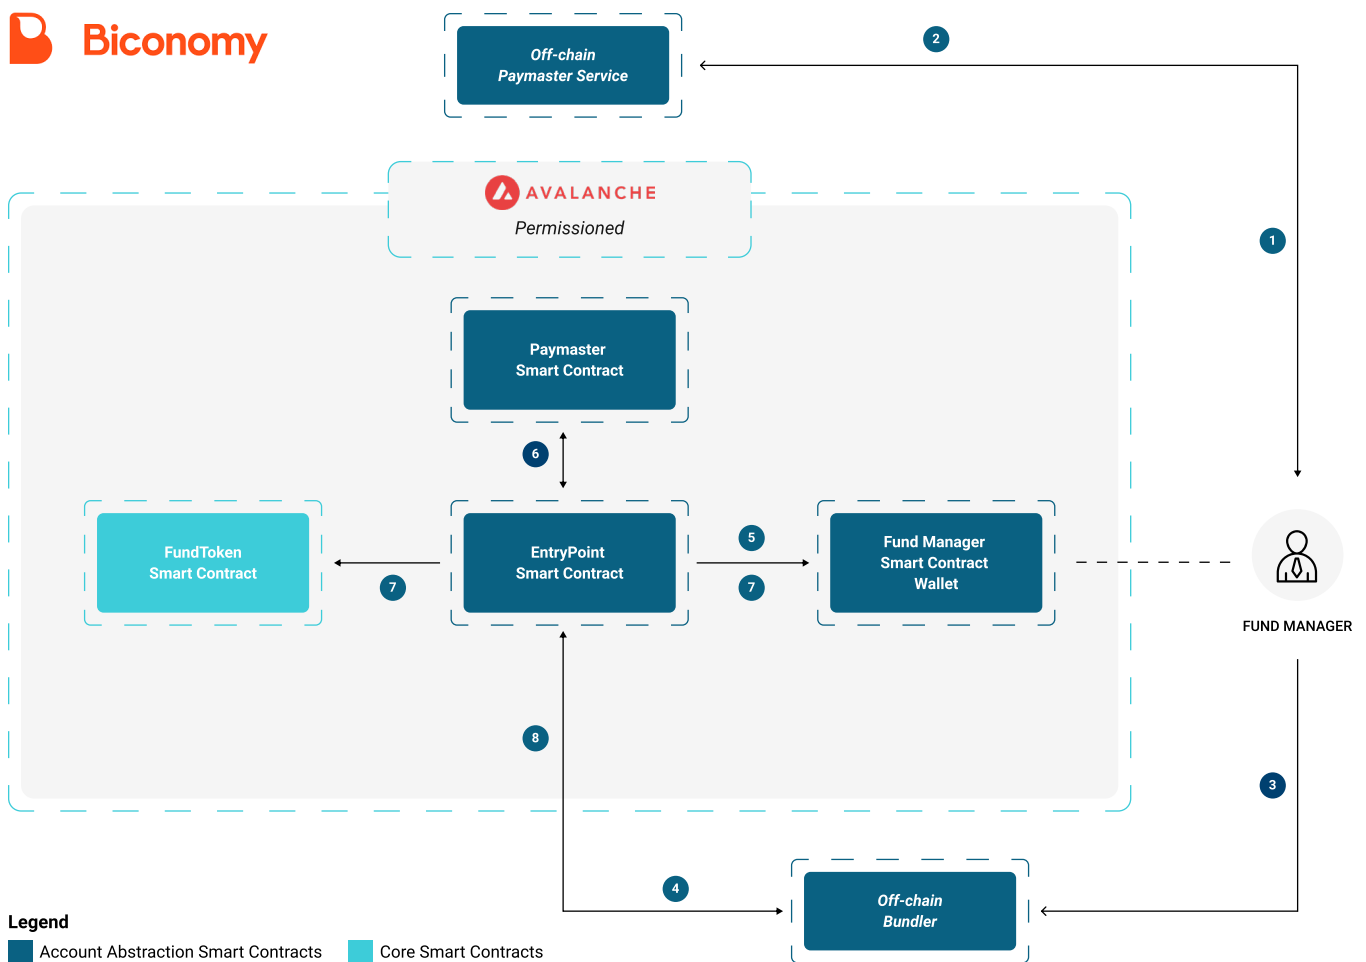 Biconomy
Off-chain
Paymaster Service
2
AVALANCHE
Permissioned
1
Paymaster
Smart Contract
6
FundToken
Smart Contract
EntryPoint
Smart Contract
5
Fund Manager
Smart Contract
Wallet
7
7
FUND MANAGER
8
3
4
Off-chain
Bundler
Legend
Account Abstraction Smart Contracts
Core Smart Contracts